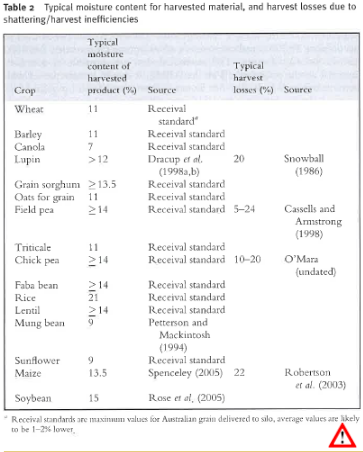 Table 2 Typical moisture content for harvested material, and harvest losses due to
shattering/harvest inefficiencies
Typical
moisture
content of Typical
harvested harvest
Crop product (%) Source losses (%) Source
Wheat 11 Receival
standard*
Barley 11 Receival standard
Canola 7 Receival standard
Lupin >12 Dracup et al. 20 Snowball
(1998a,b) (1986)
Grain sorghum ≥13.5 Receival standard
Oats for grain 11 Receival standard
Field pea ≥14 Receival standard 5–24 Cassells and
Armstrong
(1998)
Triticale 11 Receival standard
Chick pea ≥14 Receival standard 10–20 O'Mara
(undated)
Faba bean ≥14 Receival standard
Rice 21 Receival standard
Lentil ≥14 Receival standard
Mung bean 9 Petterson and
Mackintosh
(1994)
Sunflower 9 Receival standard
Maize 13.5 Spenceley (2005) 22 Robertson
et al. (2003)
Soybean 15 Rose et al. (2005)
* Receival standards are maximum values for Australian grain delivered to silo, average values are likely
to be 1–2% lower.